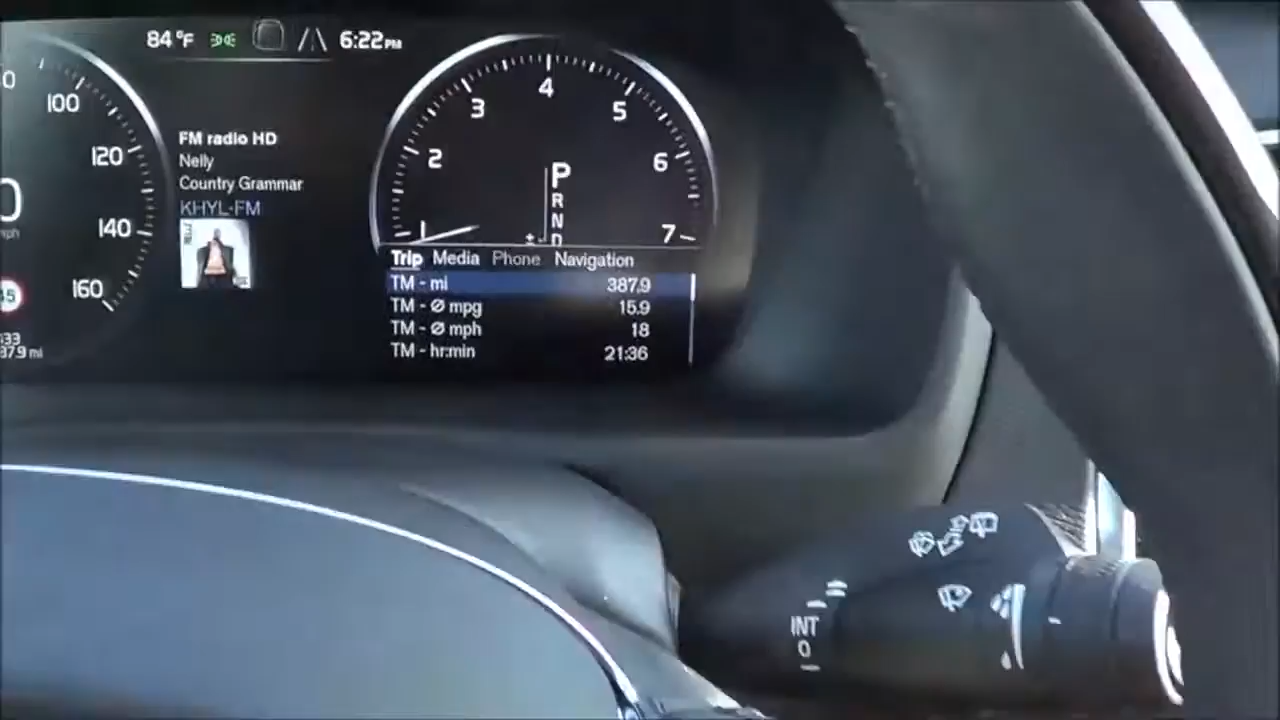 84 °F
6:22 PM
100
120
140
160
mph
FM radio HD
Nelly
Country Grammar
KHYL-FM
1
2
3
4
5
6
7
P
R
N
D
Trip Media Phone Navigation
TM - mi 387.9
TM - Ø mpg 15.9
TM - Ø mph 18
TM - hr:min 21:36
INT
0